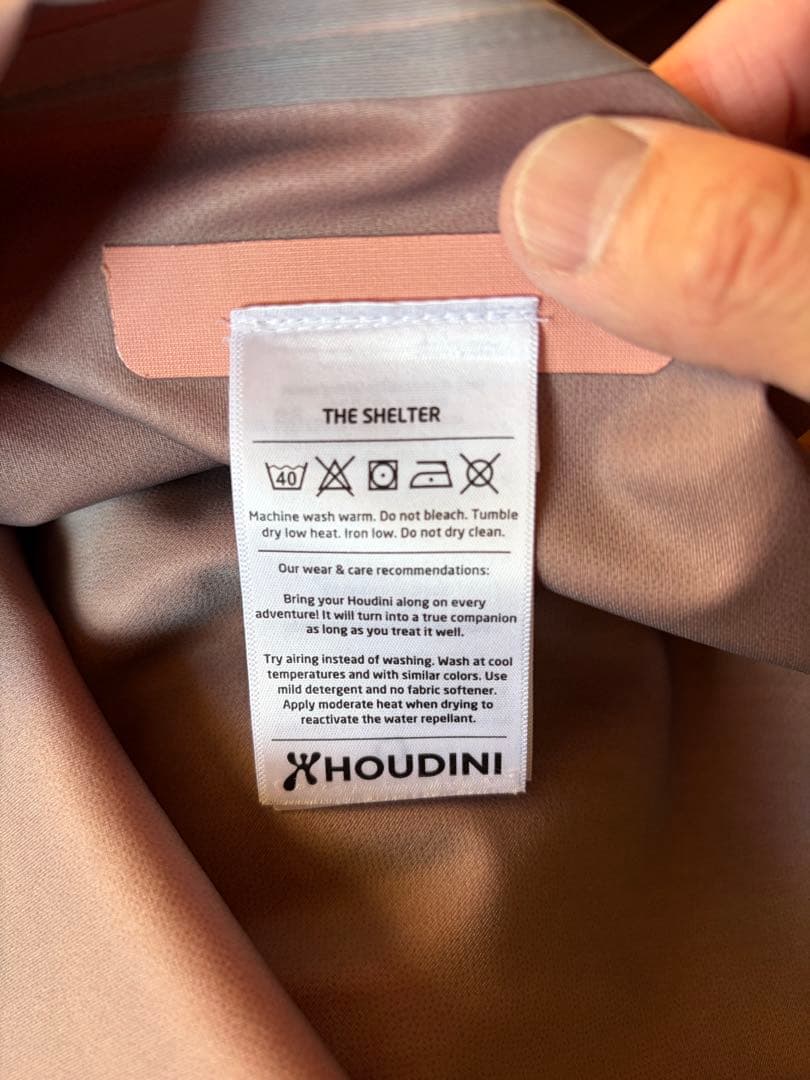 THE SHELTER
40
Machine wash warm. Do not bleach. Tumble
dry low heat. Iron low. Do not dry clean.
Our wear & care recommendations:
Bring your Houdini along on every
adventure! It will turn into a true companion
as long as you treat it well.
Try airing instead of washing. Wash at cool
temperatures and with similar colors. Use
mild detergent and no fabric softener.
Apply moderate heat when drying to
reactivate the water repellant.
HOUDINI